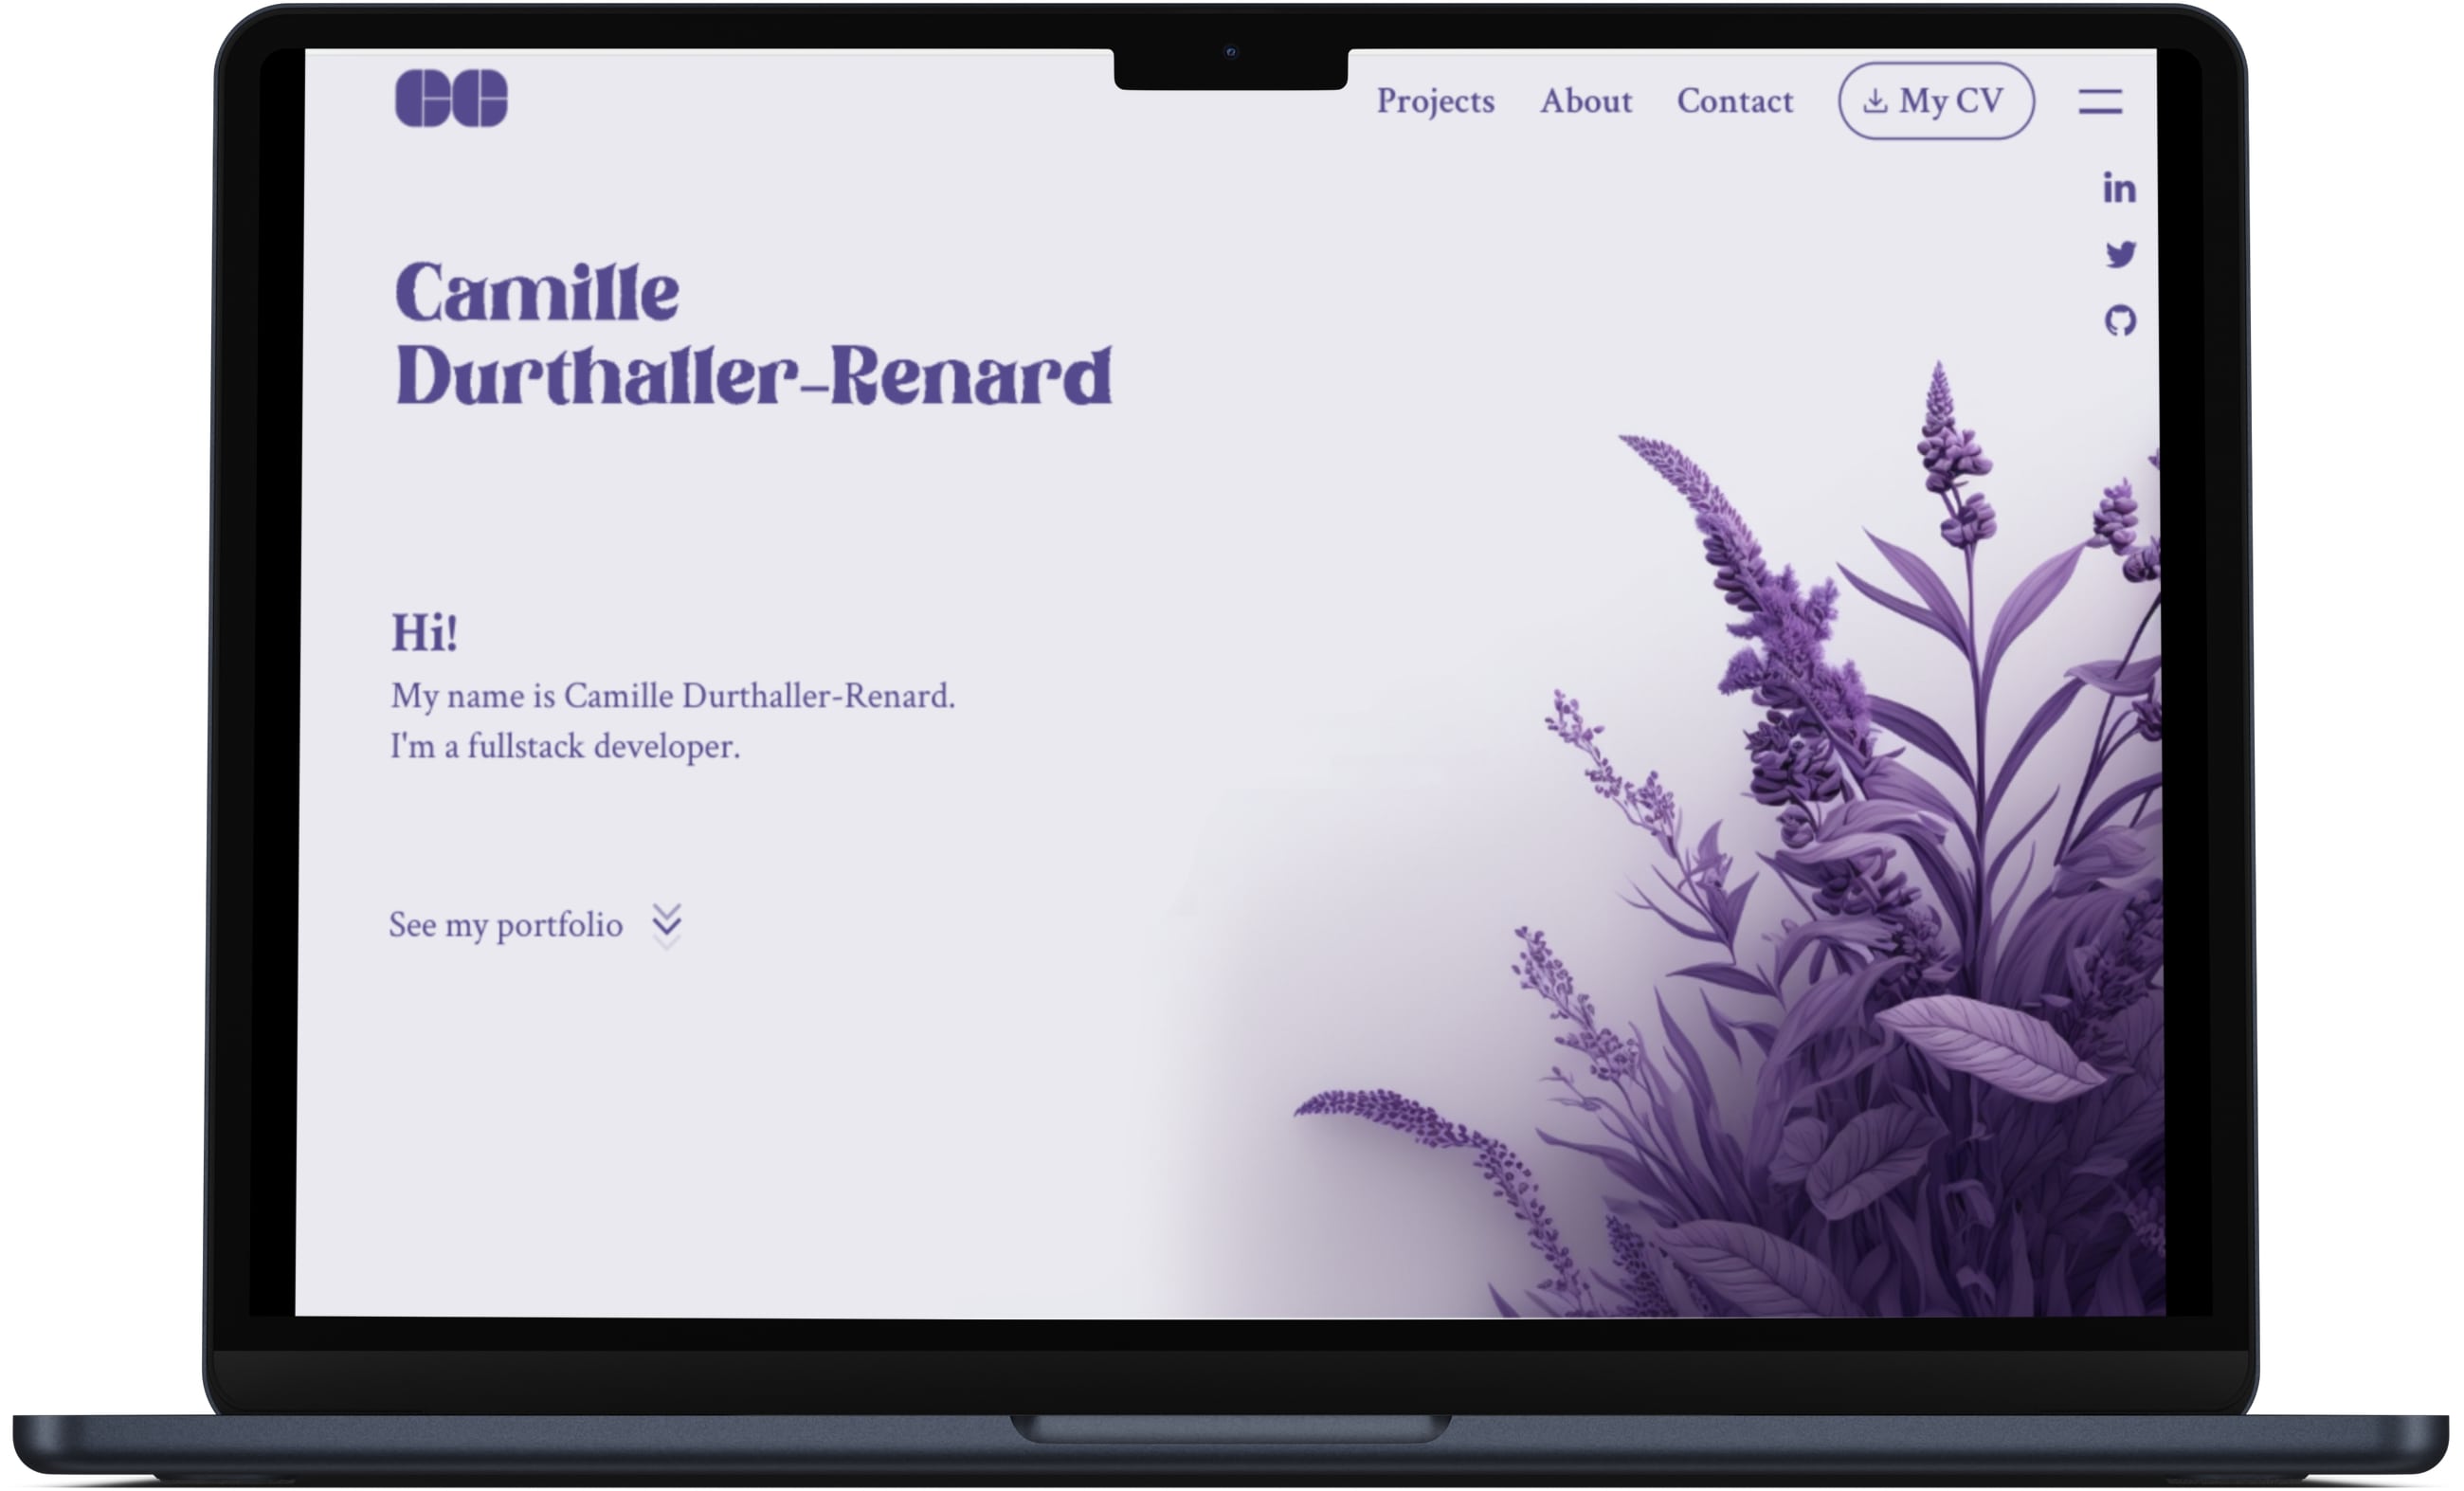 Projects About Contact My CV
in
Camille
Durthaller-Renard
Hi!
My name is Camille Durthaller-Renard.
I'm a fullstack developer.
See my portfolio